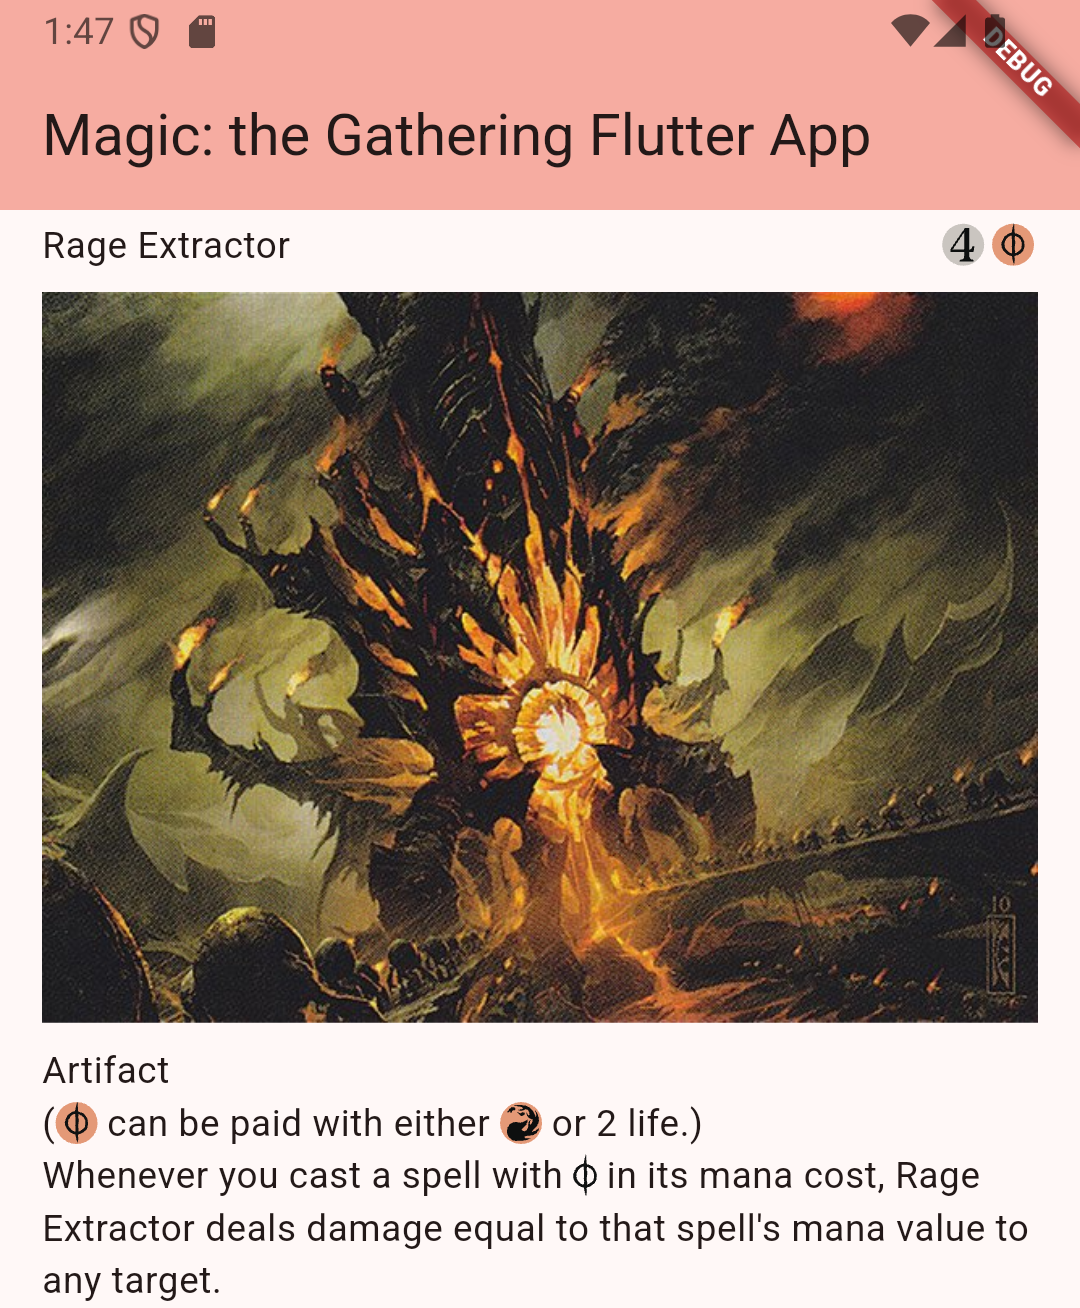 1:47
DEBUG
Magic: the Gathering Flutter App
Rage Extractor
4 Φ
10
Artifact
(Φ can be paid with either or 2 life.)
Whenever you cast a spell with Φ in its mana cost, Rage
Extractor deals damage equal to that spell's mana value to
any target.